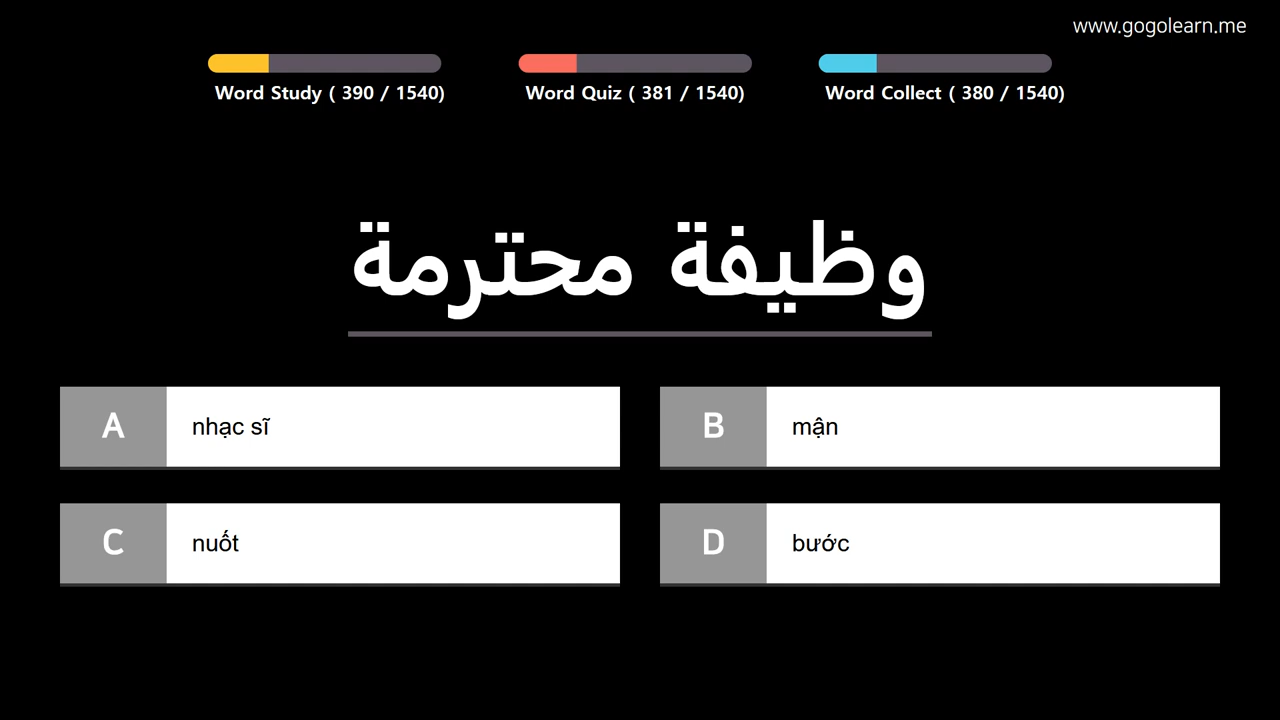 www.gogolearn.me
Word Study ( 390 / 1540)
Word Quiz ( 381 / 1540)
Word Collect ( 380 / 1540)
وظيفة محترمة
A nhạc sĩ
B mận
C nuốt
D bước